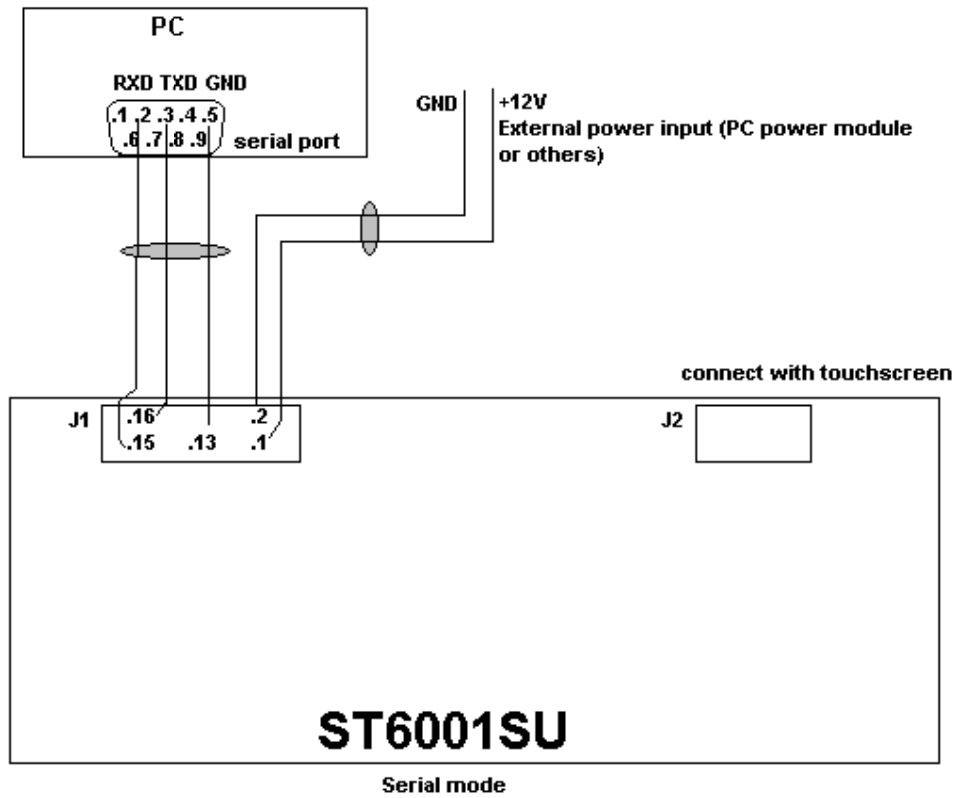 PC
RXD TXD GND
.1 .2 .3 .4 .5
.6 .7 .8 .9 serial port
GND +12V
External power input (PC power module
or others)
connect with touchscreen
J1 .16 .2 J2
.15 .13 .1
ST6001SU
Serial mode